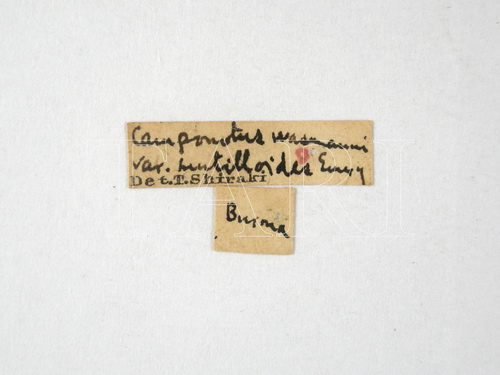 Camponotus wasmanni
var. mutilloides Emery
Det.T.Shiraki
Burma